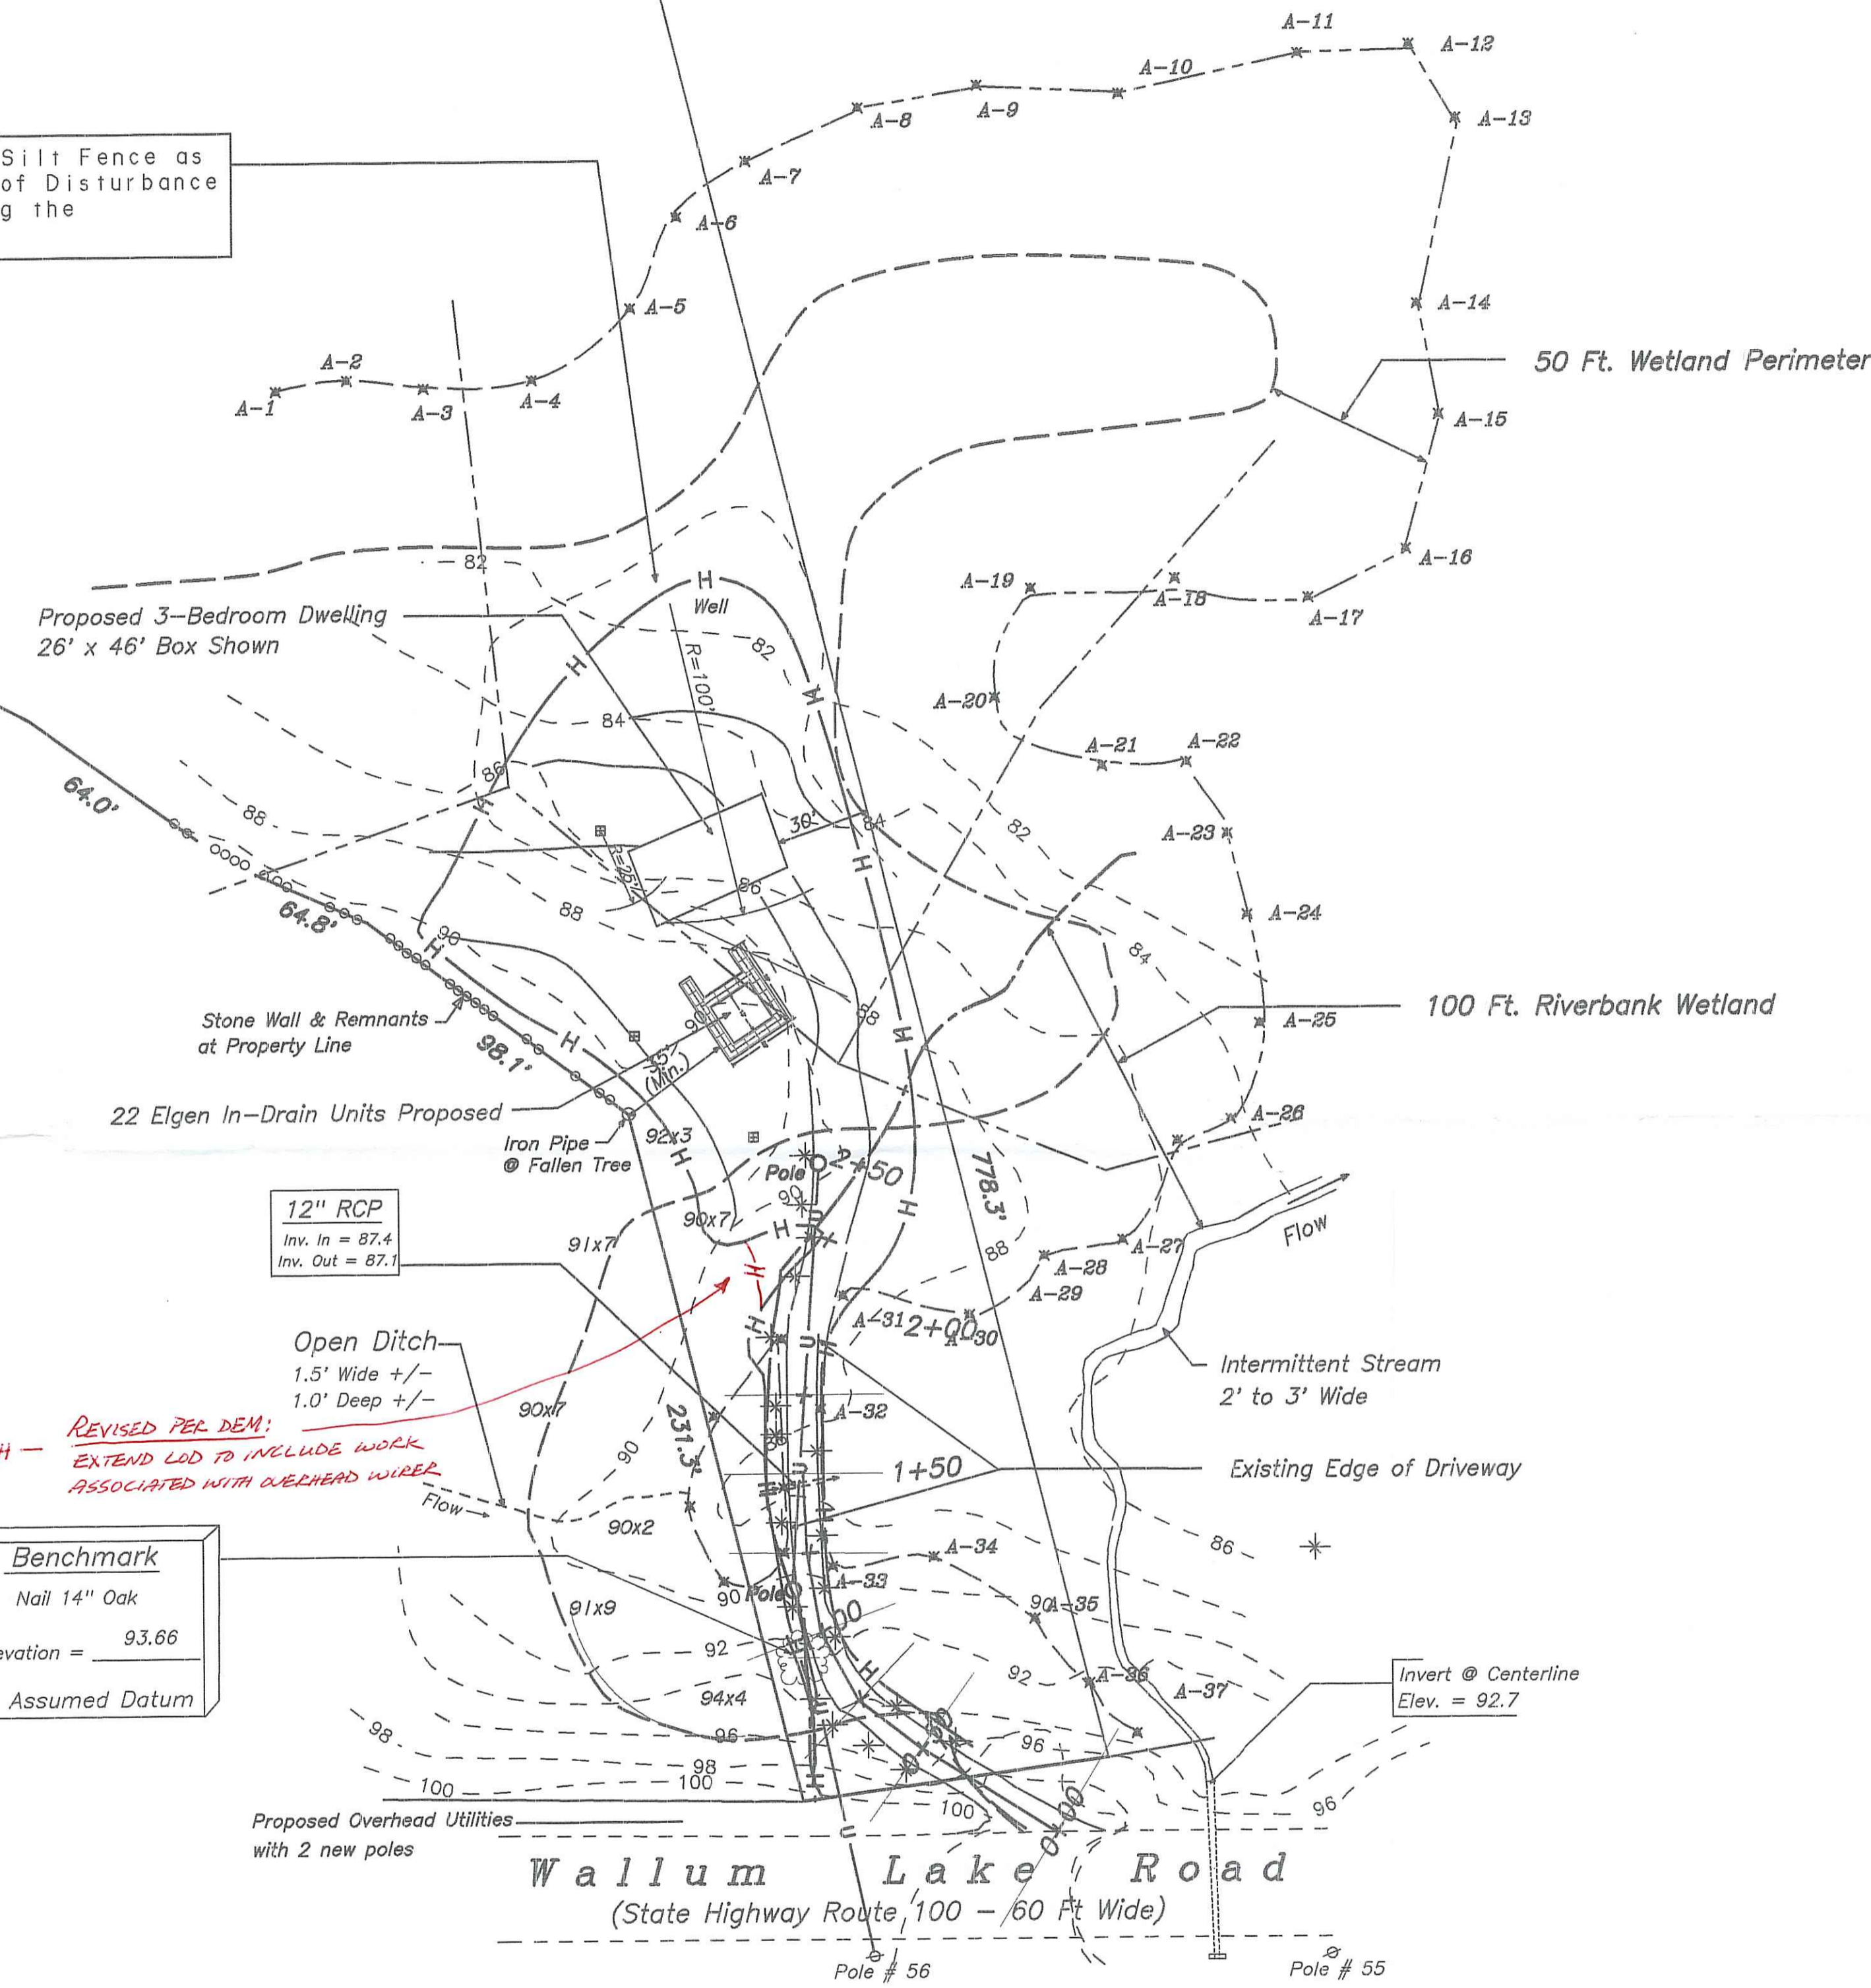 A-11
A-12
A-10
A-9
A-8
A-13
A-7
A-6
Silt Fence as
of Disturbance
g the
A-5
A-14
50 Ft. Wetland Perimeter
A-2
A-1
A-3
A-4
A-15
A-16
82
A-19
A-18
A-17
Proposed 3-Bedroom Dwelling
26' x 46' Box Shown
H
Well
H
82
R=100'
H
A-20
84
A-21
A-22
86
64.0'
H
88
30'
84
82
A-23
H
R=25'
86
88
64.8'
A-24
90
H
84
Stone Wall & Remnants
at Property Line
88
90
100 Ft. Riverbank Wetland
A-25
H
98.1'
H
35'
(Min.)
22 Elgen In-Drain Units Proposed
Iron Pipe
@ Fallen Tree
92x3
H
A-26
Pole
2+50
778.3'
90
H
90x7
H
U
12" RCP
Inv. In = 87.4
Inv. Out = 87.1
91x7
88
Flow
A-27
A-28
A-29
H
A-31
2+00
A-30
H
U
H
Open Ditch
1.5' Wide +/-
1.0' Deep +/-
Intermittent Stream
2' to 3' Wide
90x7
231.3'
A-32
H — REVISED PER DEM:
EXTEND LOD TO INCLUDE WORK
ASSOCIATED WITH OVERHEAD WIRER
90
1+50
Existing Edge of Driveway
U
H
Flow
90x2
86
Benchmark
Nail 14" Oak
evation = 93.66
Assumed Datum
A-34
A-33
90
Pole
91x9
90
A-35
92
H
92
A-36
A-37
94x4
Invert @ Centerline
Elev. = 92.7
98
96
96
98
100
100
H
100
96
Proposed Overhead Utilities
with 2 new poles
U
0+00
Wallum Lake Road
(State Highway Route 100 - 60 Ft Wide)
Pole # 56
Pole # 55